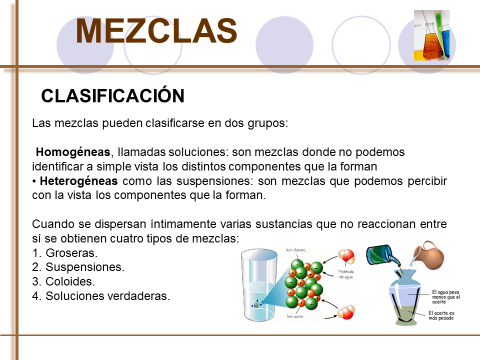 MEZCLAS
CLASIFICACIÓN
Las mezclas pueden clasificarse en dos grupos:
Homogéneas, llamadas soluciones: son mezclas donde no podemos
identificar a simple vista los distintos componentes que la forman
• Heterogéneas como las suspensiones: son mezclas que podemos percibir
con la vista los componentes que la forman.
Cuando se dispersan íntimamente varias sustancias que no reaccionan entre
sí se obtienen cuatro tipos de mezclas:
1. Groseras.
2. Suspensiones.
3. Coloides.
4. Soluciones verdaderas.
Ion cloruro
Molécula
de agua
Ion sodio
El agua pesa
menos que el
aceite
El aceite es
más pesado